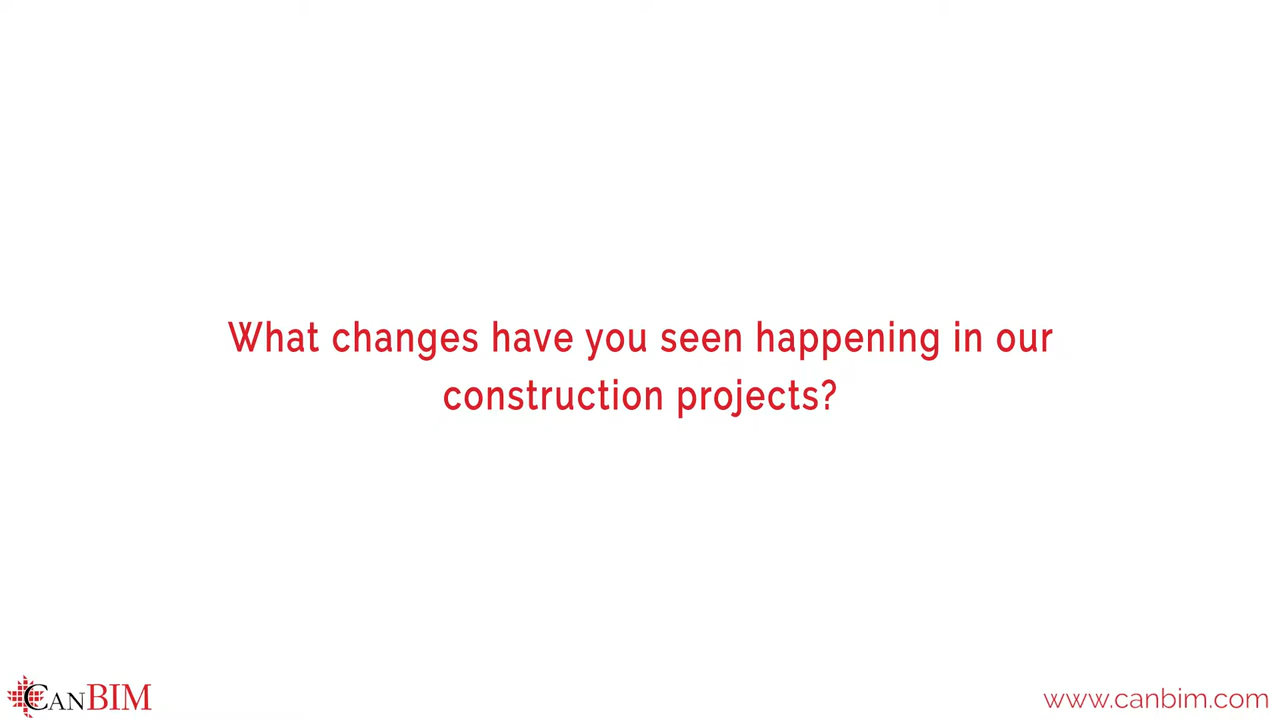 What changes have you seen happening in our
construction projects?
CanBIM
www.canbim.com